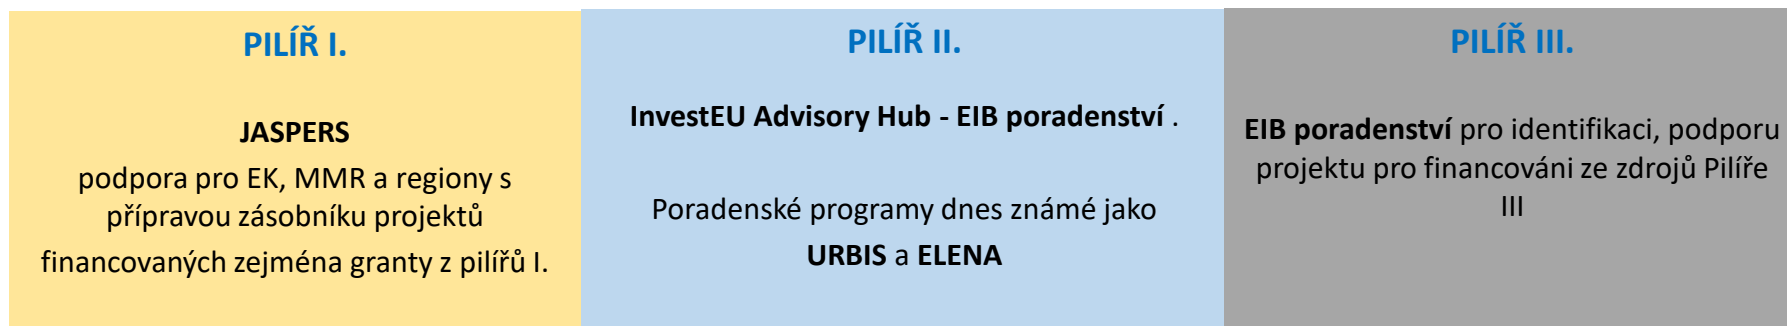 PILÍŘ I.
JASPERS
podpora pro EK, MMR a regiony s
přípravou zásobníku projektů
financovaných zejména granty z pilířů I.
PILÍŘ II.
InvestEU Advisory Hub - EIB poradenství .
Poradenské programy dnes známé jako
URBIS a ELENA
PILÍŘ III.
EIB poradenství pro identifikaci, podporu
projektu pro financováni ze zdrojů Pilíře
III